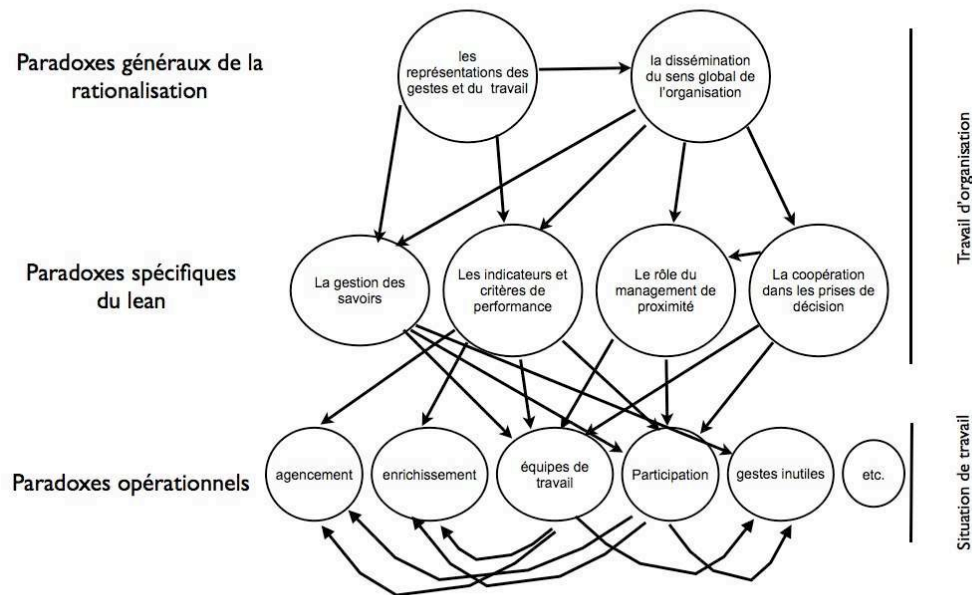 Paradoxes généraux de la
rationalisation
les
représentations des
gestes et du travail
la dissémination
du sens global de
l'organisation
Travail d'organisation
Paradoxes spécifiques
du lean
La gestion des
savoirs
Les indicateurs et
critères de
performance
Le rôle du
management de
proximité
La coopération
dans les prises de
décision
Paradoxes opérationnels
agencement
enrichissement
équipes de
travail
Participation
gestes inutiles
etc.
Situation de travail